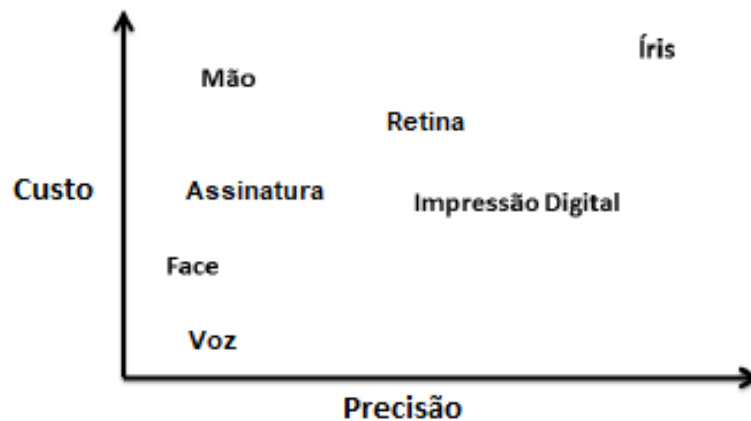 Íris
Mão
Retina
Custo
Assinatura
Impressão Digital
Face
Voz
Precisão